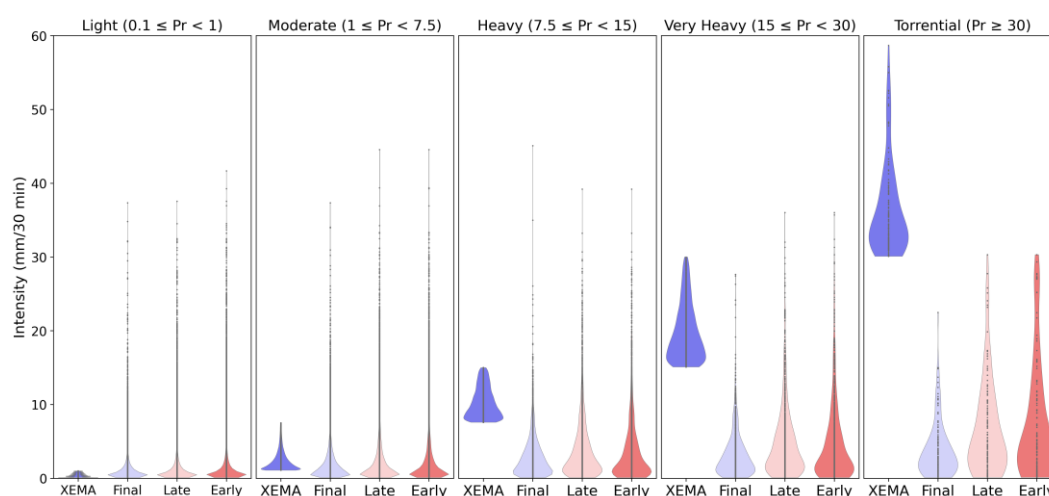 Light (0.1 ≤ Pr < 1) Moderate (1 ≤ Pr < 7.5) Heavy (7.5 ≤ Pr < 15) Very Heavy (15 ≤ Pr < 30) Torrential (Pr ≥ 30)
Intensity (mm/30 min)
60
50
40
30
20
10
0
XEMA Final Late Early XEMA Final Late Early XEMA Final Late Early XEMA Final Late Early XEMA Final Late Early